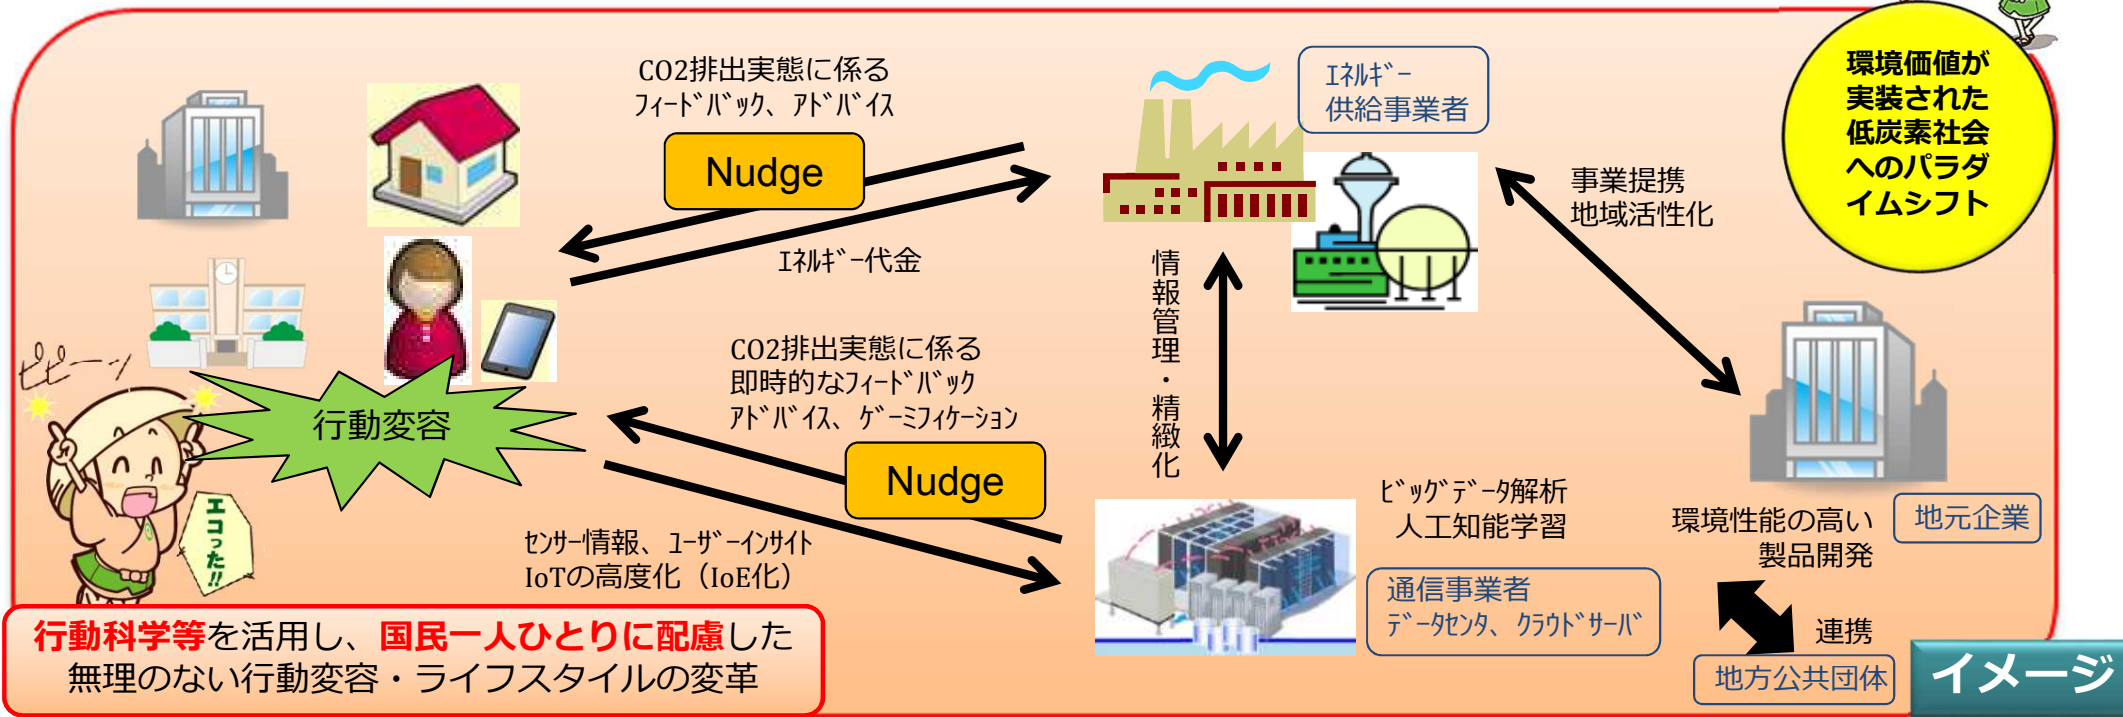 CO2排出実態に係る
ﾌｨｰﾄﾞﾊﾞｯｸ、ｱﾄﾞﾊﾞｲｽ
Nudge
ｴﾈﾙｷﾞｰ代金
ｴﾈﾙｷﾞｰ
供給事業者
事業提携
地域活性化
環境価値が
実装された
低炭素社会
へのパラダ
イムシフト
情報管理・精緻化
ピピーン
行動変容
エコった!!
CO2排出実態に係る
即時的なﾌｨｰﾄﾞﾊﾞｯｸ
ｱﾄﾞﾊﾞｲｽ、ｹﾞｰﾐﾌｨｹｰｼｮﾝ
Nudge
ｾﾝｻｰ情報、ﾕｰｻﾞｰｲﾝｻｲﾄ
IoTの高度化（IoE化）
ﾋﾞｯｸﾞﾃﾞｰﾀ解析
人工知能学習
通信事業者
ﾃﾞｰﾀｾﾝﾀ、ｸﾗｳﾄﾞｻｰﾊﾞ
環境性能の高い
製品開発
地元企業
連携
地方公共団体
行動科学等を活用し、国民一人ひとりに配慮した
無理のない行動変容・ライフスタイルの変革
イメージ